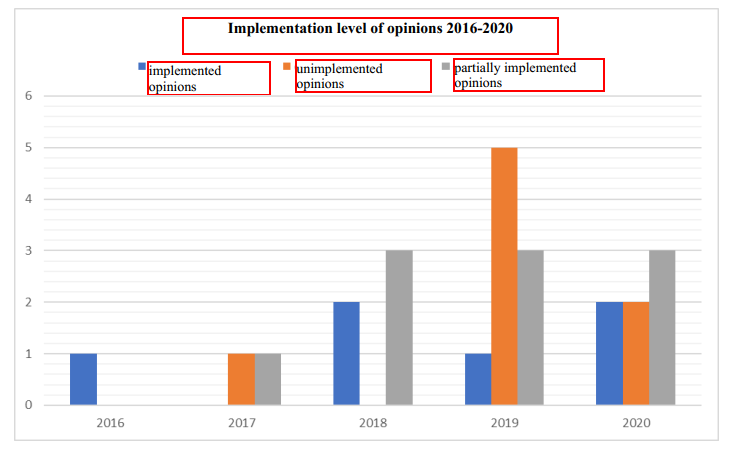 Implementation level of opinions 2016-2020
implemented opinions
unimplemented opinions
partially implemented opinions
6
5
4
3
2
1
0
2016 2017 2018 2019 2020